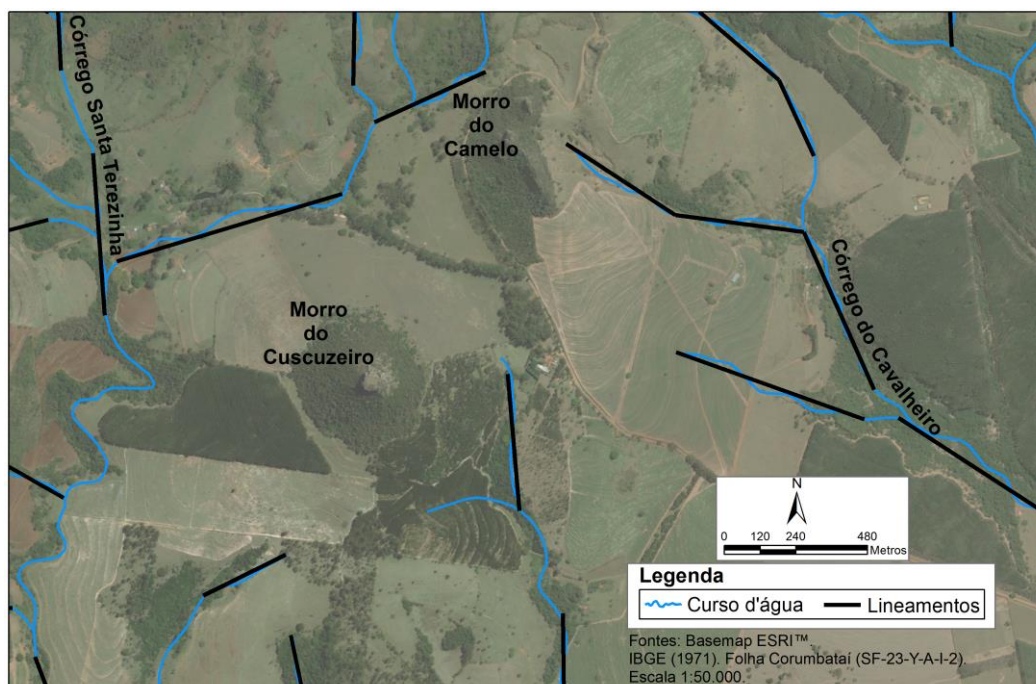 Córrego Santa Terezinha
Morro
do
Camelo
Morro
do
Cuscuzeiro
Córrego do Cavalheiro
N
0 120 240 480
Metros
Legenda
Curso d'água Lineamentos
Fontes: Basemap ESRI™
IBGE (1971). Folha Corumbataí (SF-23-Y-A-I-2).
Escala 1:50.000.